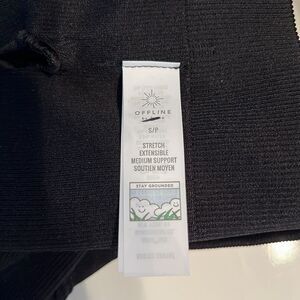 OFFLINE
S/P
STRETCH
EXTENSIBLE
MEDIUM SUPPORT
SOUTIEN MOYEN
STAY GROUNDED